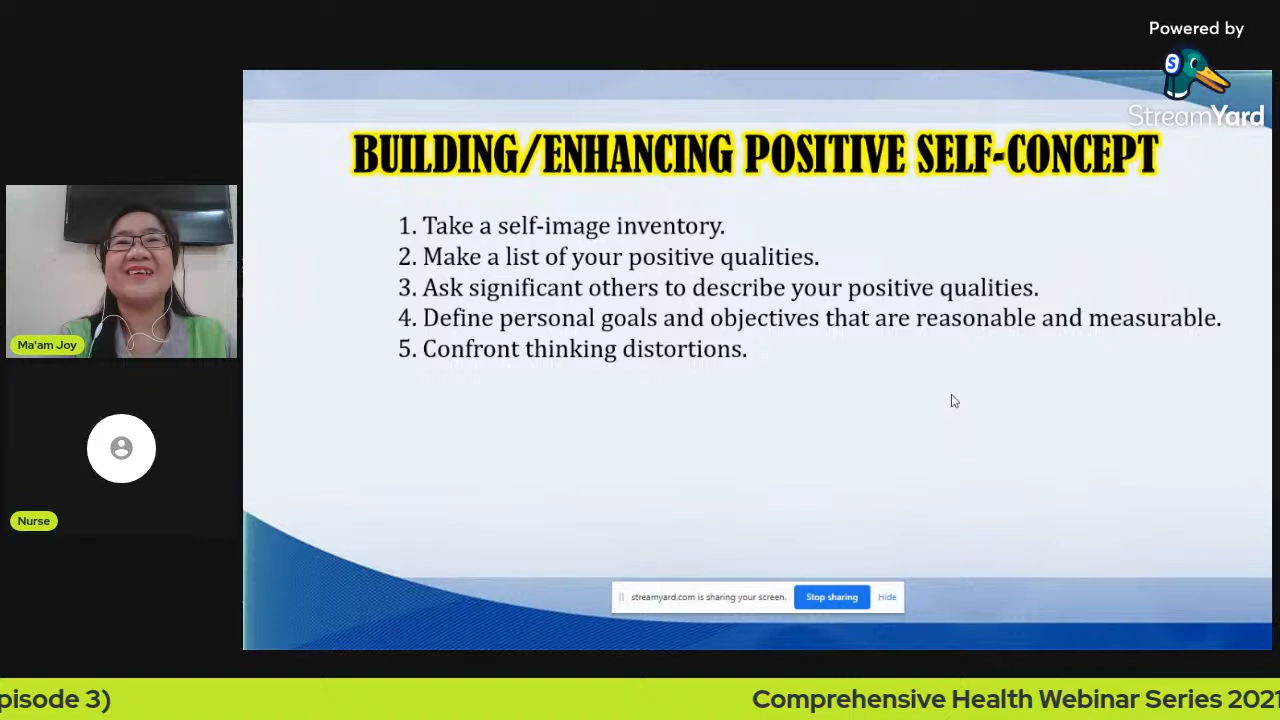 Powered by
StreamYard
BUILDING/ENHANCING POSITIVE SELF-CONCEPT
1. Take a self-image inventory.
2. Make a list of your positive qualities.
3. Ask significant others to describe your positive qualities.
4. Define personal goals and objectives that are reasonable and measurable.
5. Confront thinking distortions.
Ma'am Joy
Nurse
streamyard.com is sharing your screen. Stop sharing Hide
pisode 3) Comprehensive Health Webinar Series 2021